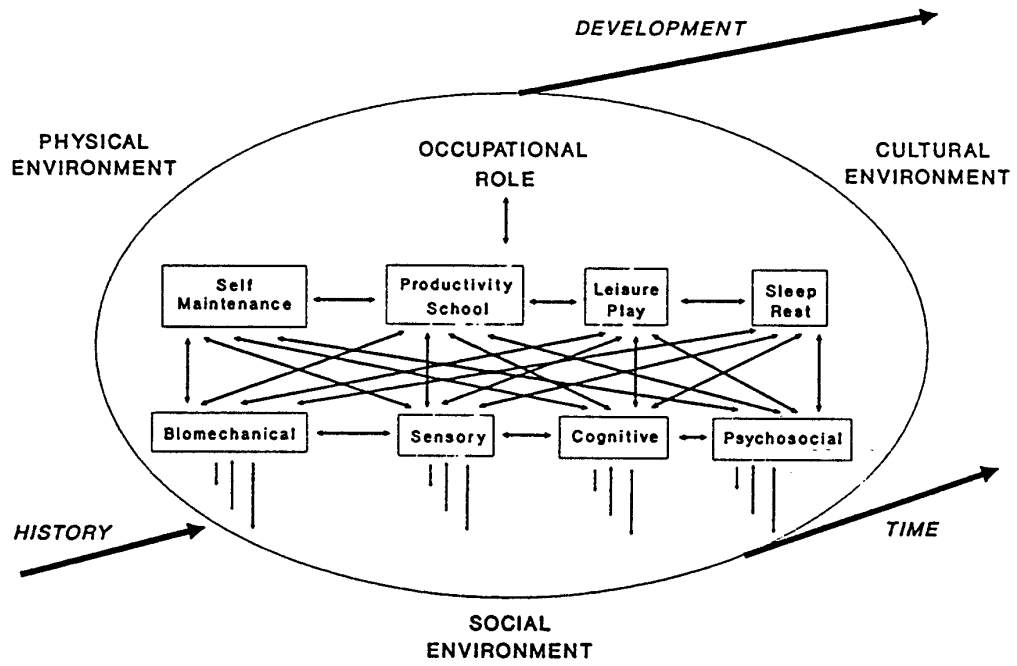 DEVELOPMENT
PHYSICAL
ENVIRONMENT
OCCUPATIONAL
ROLE
CULTURAL
ENVIRONMENT
Self
Maintenance
Productivity
School
Leisure
Play
Sleep
Rest
Biomechanical
Sensory
Cognitive
Psychosocial
HISTORY
TIME
SOCIAL
ENVIRONMENT